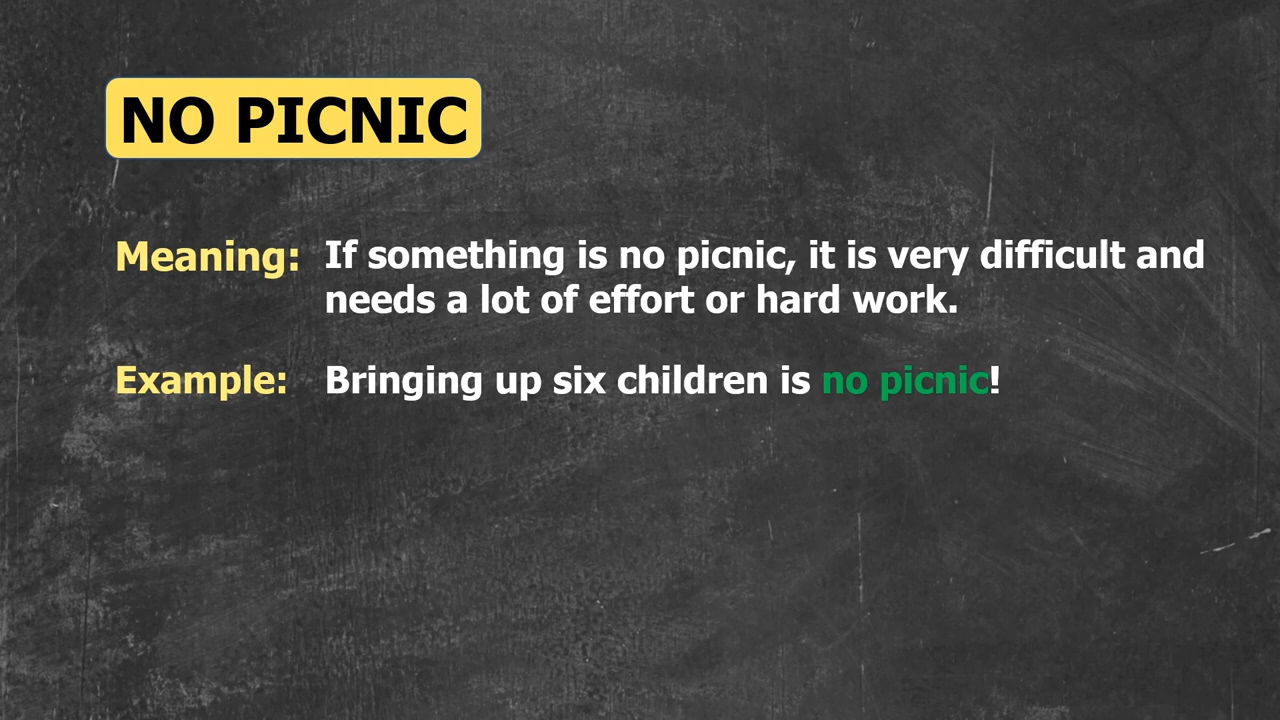 NO PICNIC
Meaning: If something is no picnic, it is very difficult and
needs a lot of effort or hard work.
Example: Bringing up six children is no picnic!